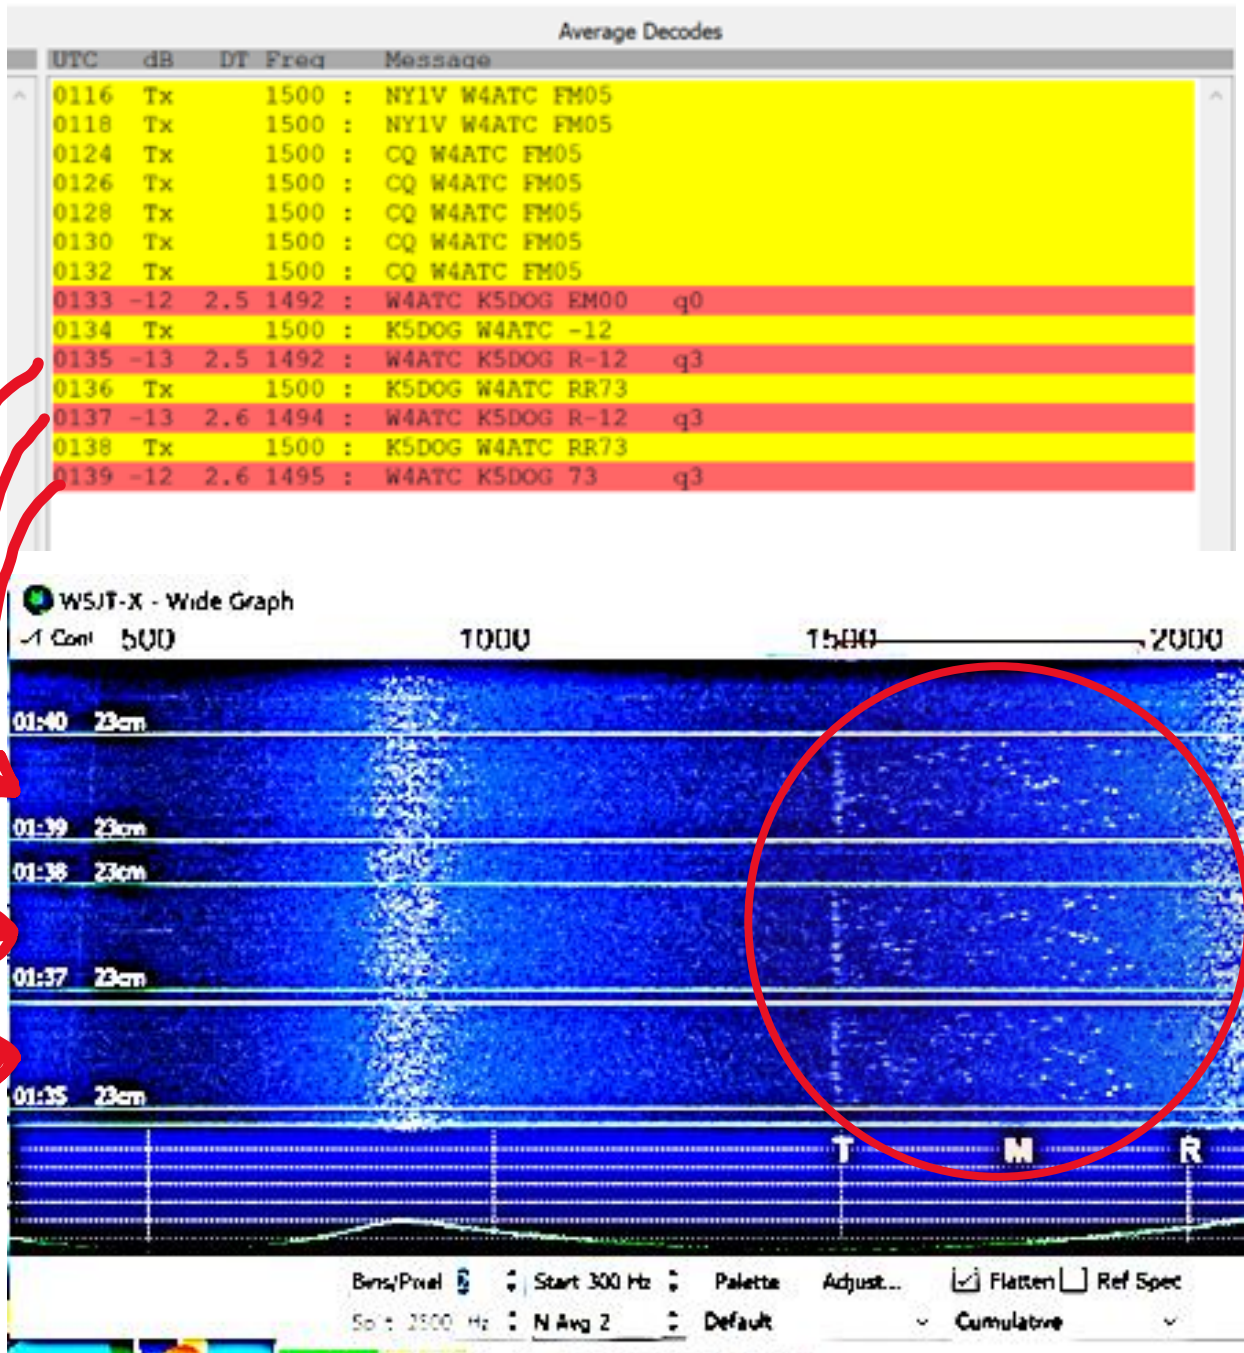 Average Decodes
UTC dB DT Freq Message
0116 Tx 1500 : NY1V W4ATC FM05
0118 Tx 1500 : NY1V W4ATC FM05
0124 Tx 1500 : CQ W4ATC FM05
0126 Tx 1500 : CQ W4ATC FM05
0128 Tx 1500 : CQ W4ATC FM05
0130 Tx 1500 : CQ W4ATC FM05
0132 Tx 1500 : CQ W4ATC FM05
0133 -12 2.5 1492 : W4ATC K5DOG EM00 q0
0134 Tx 1500 : K5DOG W4ATC -12
0135 -13 2.5 1492 : W4ATC K5DOG R-12 q3
0136 Tx 1500 : K5DOG W4ATC RR73
0137 -13 2.6 1494 : W4ATC K5DOG R-12 q3
0138 Tx 1500 : K5DOG W4ATC RR73
0139 -12 2.6 1495 : W4ATC K5DOG 73 q3
WSJT-X - Wide Graph
500 1000 1500 2000
01:40 23cm
01:39 23cm
01:38 23cm
01:37 23cm
01:35 23cm
T M R
Bins/Pixel Start 300 Hz Palette Adjust... Flatten Ref Spec
2500 Hz N Avg 2 Default Cumulative